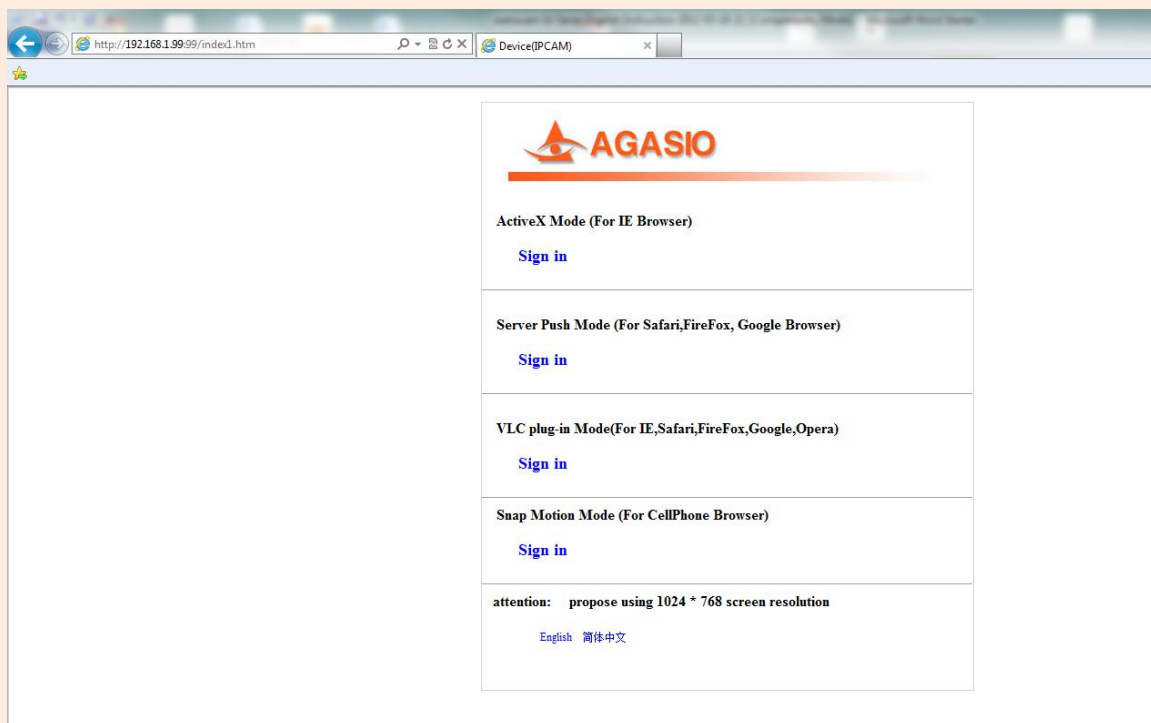 http://192.168.1.99:99/index1.htm
Device(IPCAM)
AGASIO
ActiveX Mode (For IE Browser)
Sign in
Server Push Mode (For Safari,FireFox, Google Browser)
Sign in
VLC plug-in Mode(For IE,Safari,FireFox,Google,Opera)
Sign in
Snap Motion Mode (For CellPhone Browser)
Sign in
attention: propose using 1024 * 768 screen resolution
English 简体中文